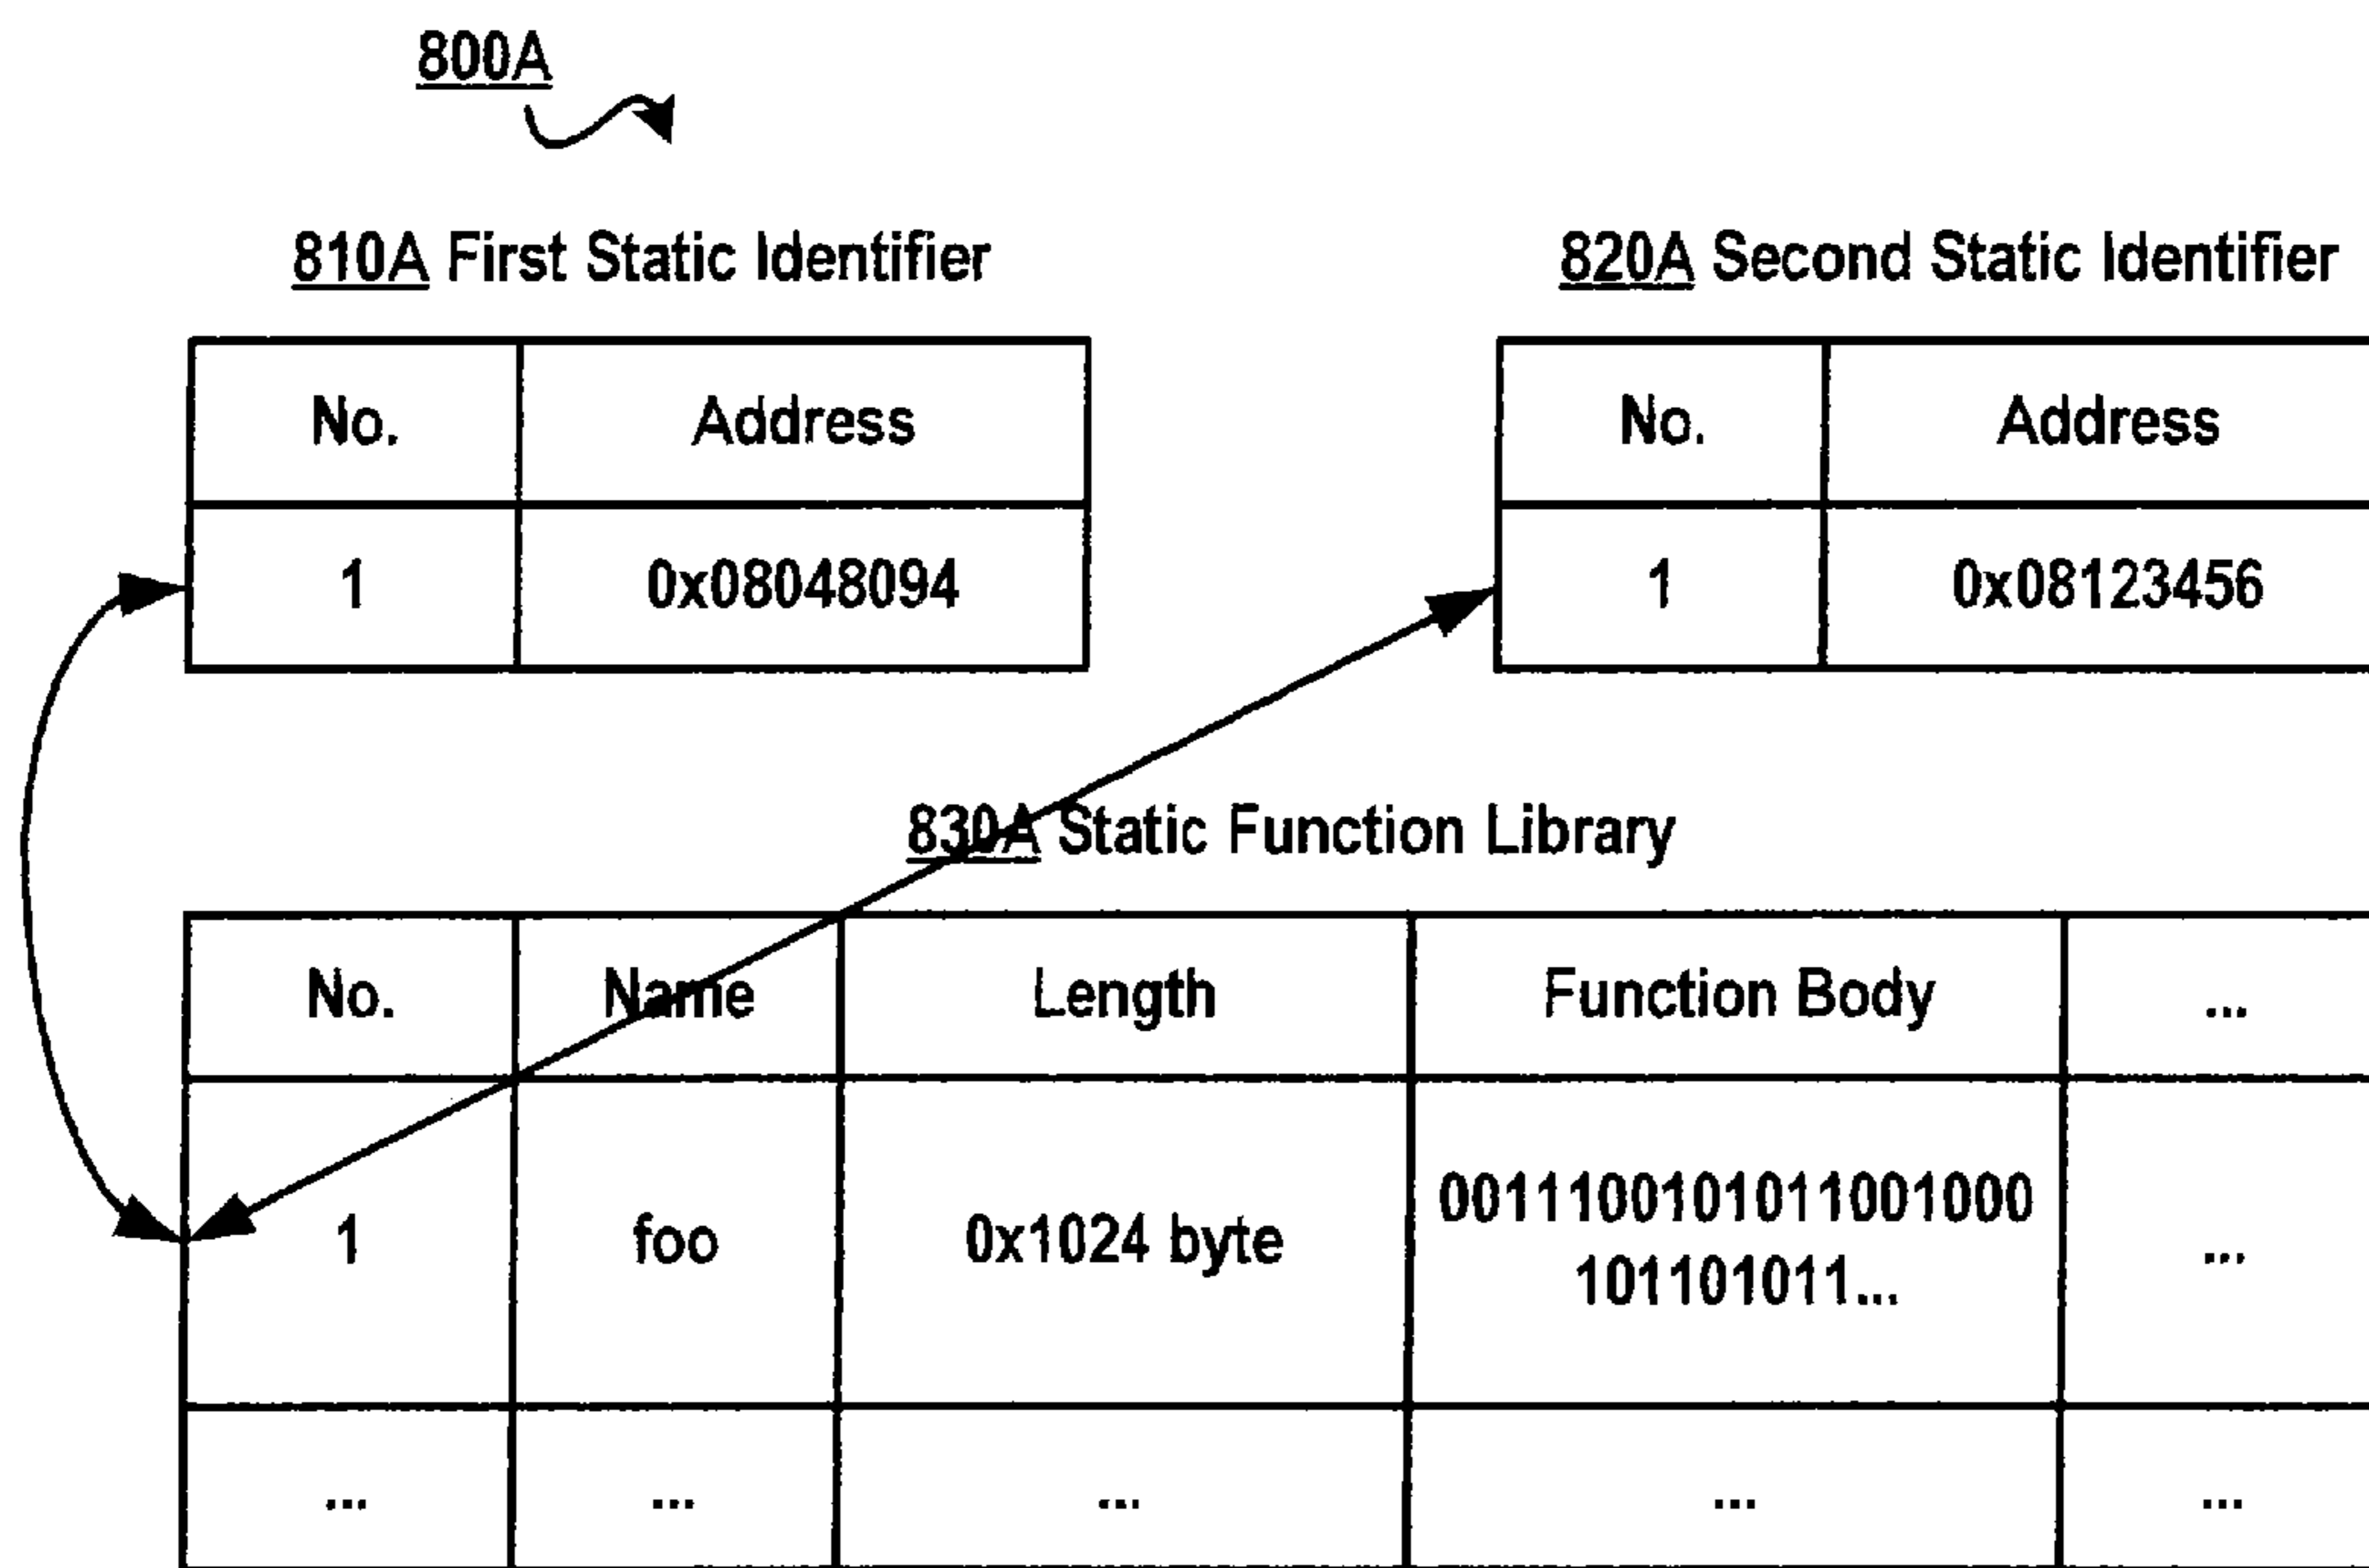 800A
810A First Static Identifier
820A Second Static Identifier
No. Address
No. Address
1 0x08048094
1 0x08123456
830A Static Function Library
No. Name Length Function Body ...
1 foo 0x1024 byte 0011100101011001000
101101011... ...
... ... ... ... ...